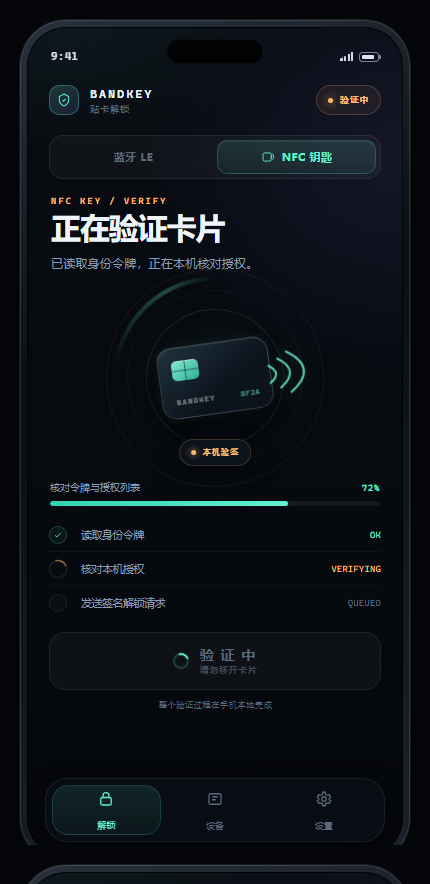 9:41
BANDKEY
贴卡解锁
验证中
蓝牙 LE
NFC 钥匙
NFC KEY / VERIFY
正在验证卡片
已读取身份令牌，正在本机核对授权。
BANDKEY
8F2A
本机验签
核对令牌与授权列表
72%
读取身份令牌
OK
核对本机授权
VERIFYING
发送签名解锁请求
QUEUED
验证中
请勿移开卡片
整个验证过程在手机本地完成
解锁
设备
设置